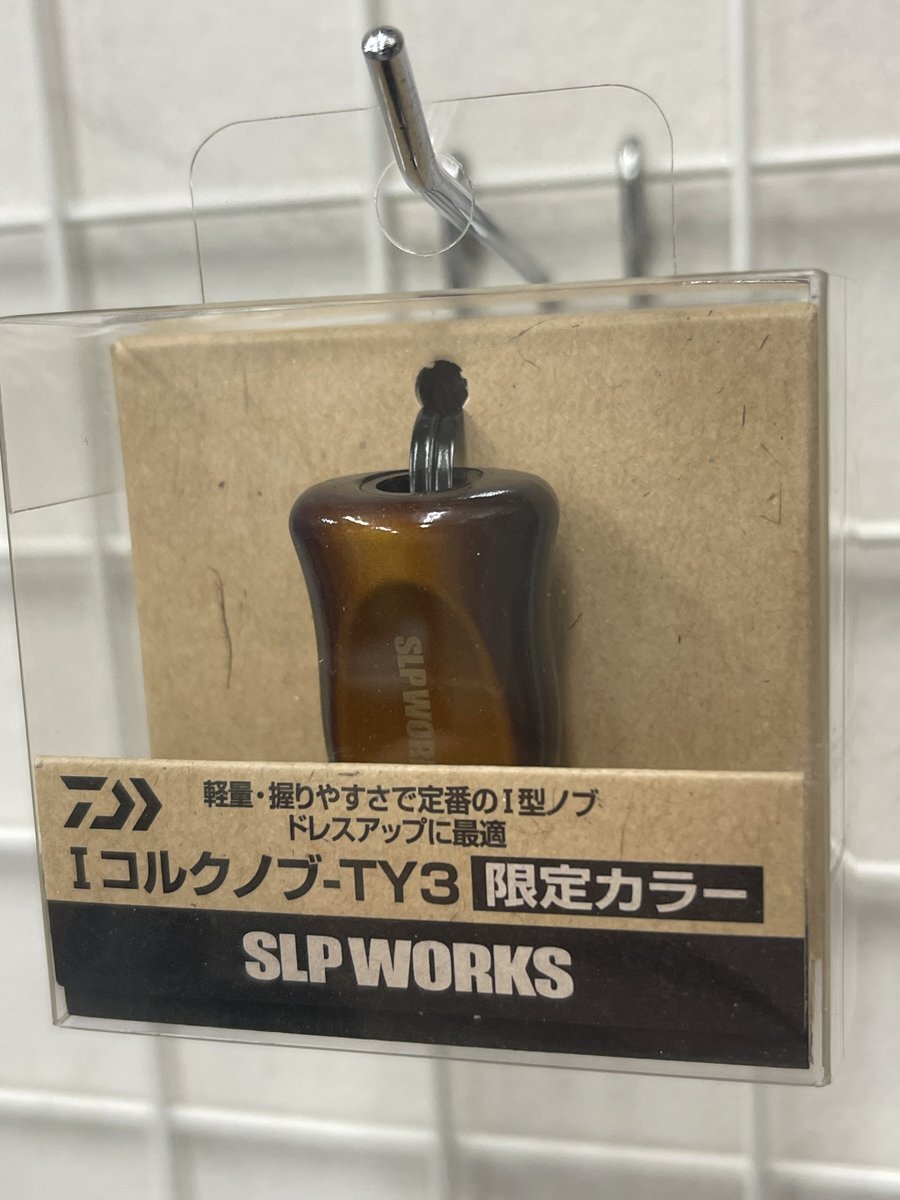 SLP WOR
軽量・握りやすさで定番のI型ノブ
ドレスアップに最適
Iコルクノブ-TY3 限定カラー
SLP WORKS